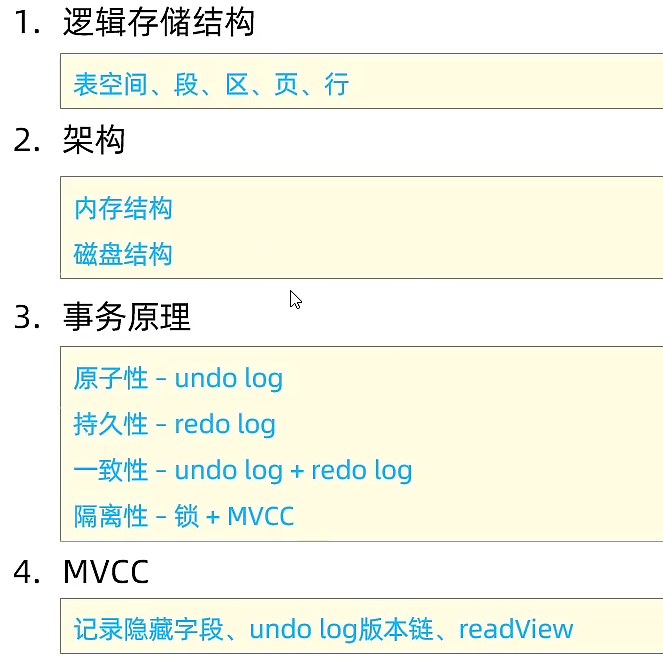 1. 逻辑存储结构
表空间、段、区、页、行
2. 架构
内存结构
磁盘结构
3. 事务原理
原子性 – undo log
持久性 – redo log
一致性 – undo log + redo log
隔离性 – 锁 + MVCC
4. MVCC
记录隐藏字段、undo log版本链、readView